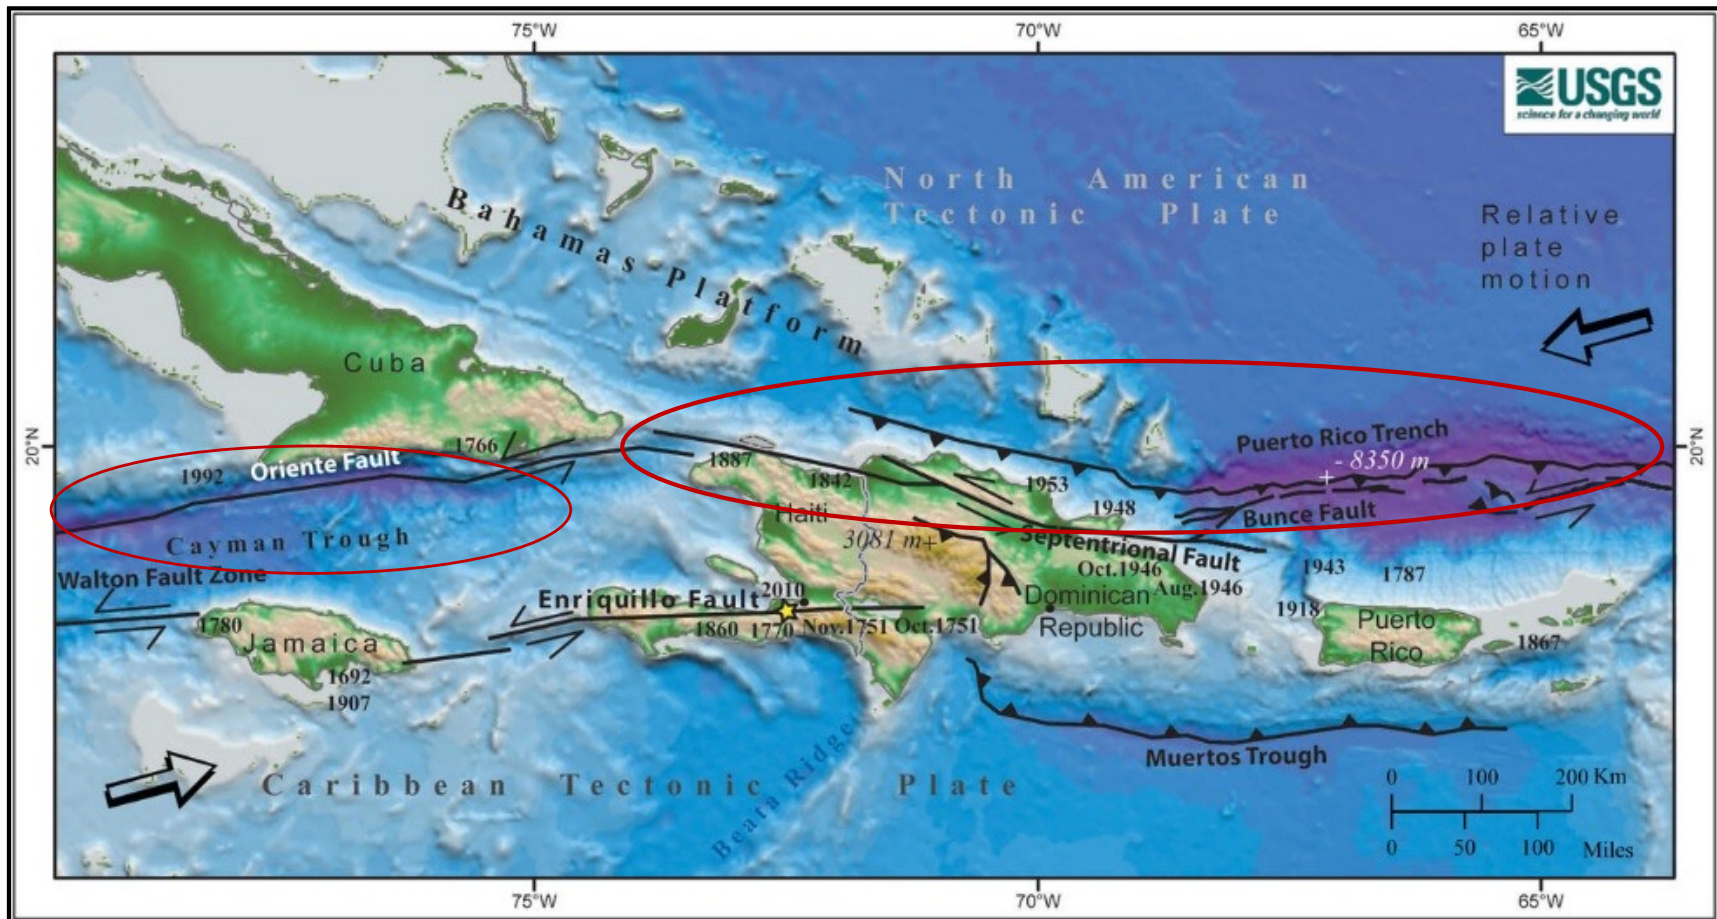 75°W
70°W
65°W
USGS
science for a changing world
North American
Tectonic Plate
Relative
plate
motion
Bahamas Platform
Cuba
20°N
20°N
1766
Oriente Fault
1992
Cayman Trough
Walton Fault Zone
1887
1842
Haiti
1953
1948
Puerto Rico Trench
- 8350 m
Bunce Fault
3081 m+
Septentrional Fault
Oct.1946
Aug.1946
1943
1787
Enriquillo Fault
2010
Dominican
Republic
1918
Puerto
Rico
1867
1780
Jamaica
1692
1907
1860
1770
Nov.1751
Oct.1751
Muertos Trough
Beata Ridge
Caribbean Tectonic Plate
0 100 200 Km
0 50 100 Miles
75°W
70°W
65°W